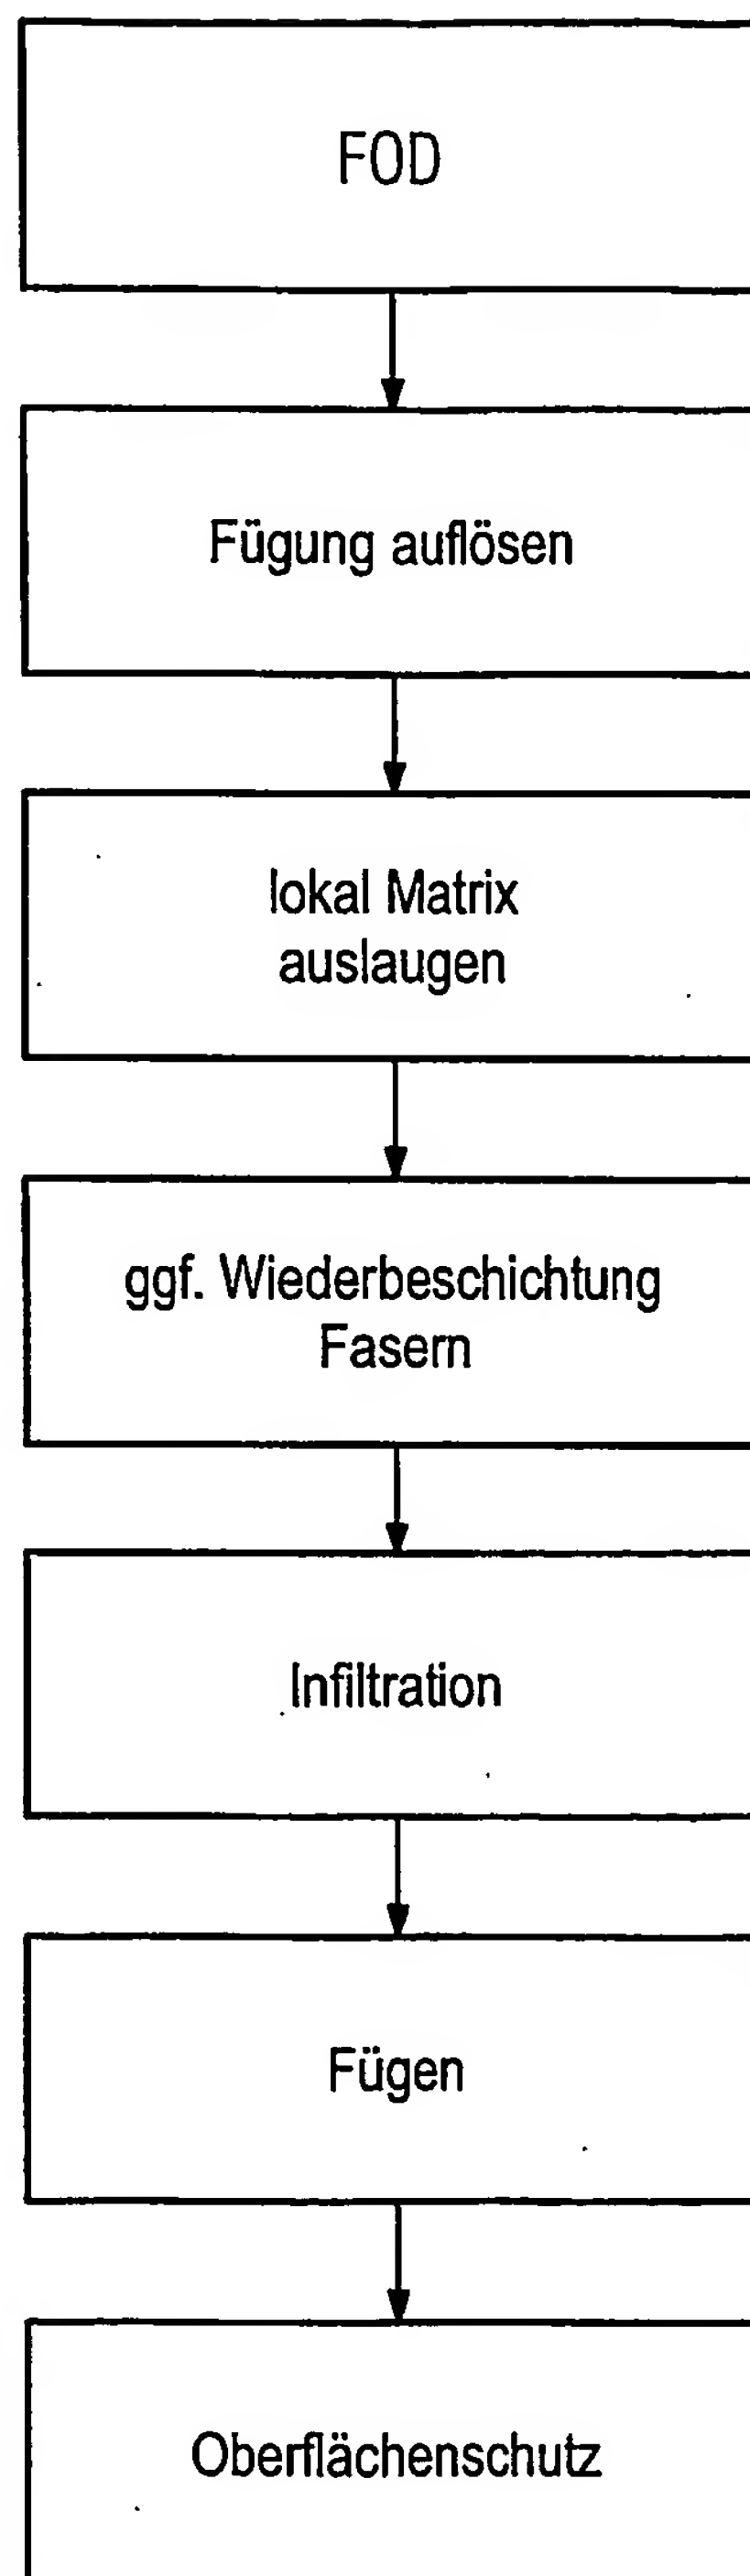 FOD
Fügung auflösen
lokal Matrix
auslaugen
ggf. Wiederbeschichtung
Fasern
Infiltration
Fügen
Oberflächenschutz